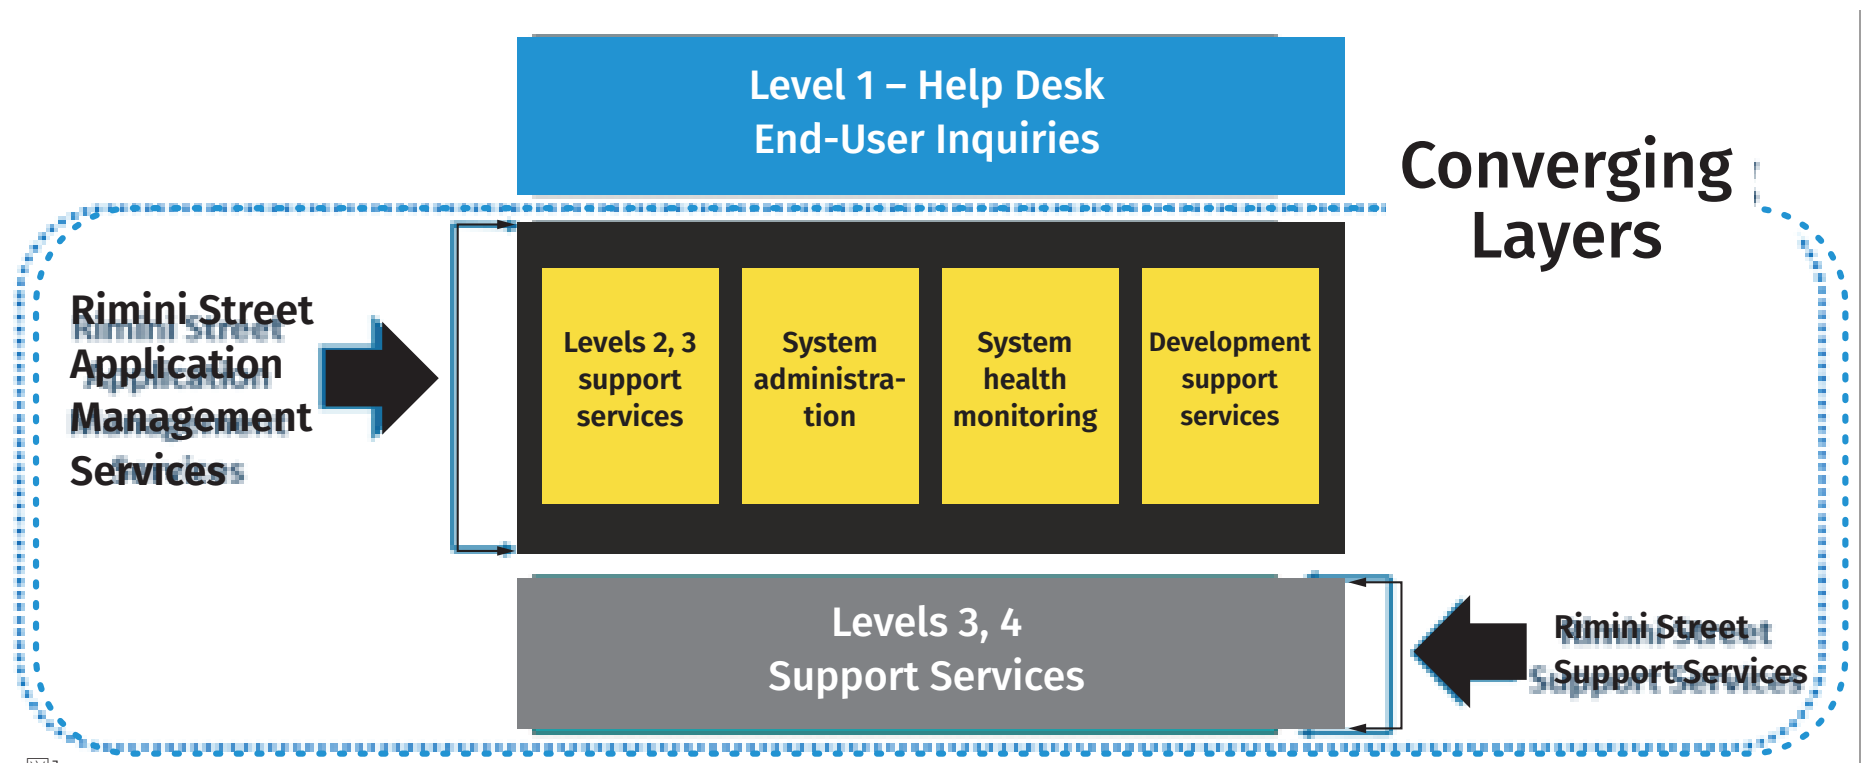 Level 1 – Help Desk
End-User Inquiries
Converging
Layers
Rimini Street
Application
Management
Services
Levels 2, 3
support
services
System
administra-
tion
System
health
monitoring
Development
support
services
Levels 3, 4
Support Services
Rimini Street
Support Services